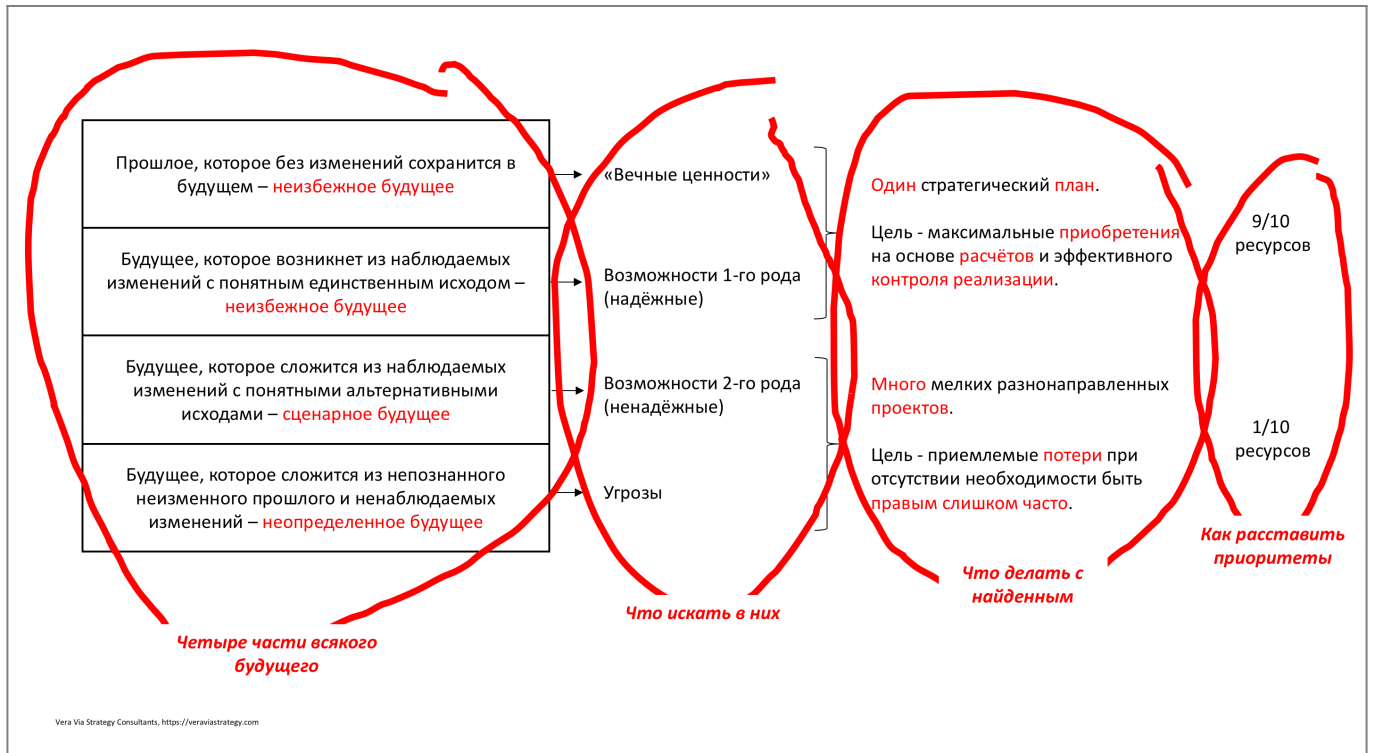 Прошлое, которое без изменений сохранится в
будущем – неизбежное будущее
Будущее, которое возникнет из наблюдаемых
изменений с понятным единственным исходом –
неизбежное будущее
Будущее, которое сложится из наблюдаемых
изменений с понятными альтернативными
исходами – сценарное будущее
Будущее, которое сложится из непознанного
неизменного прошлого и ненаблюдаемых
изменений – неопределенное будущее
Четыре части всякого
будущего
«Вечные ценности»
Возможности 1-го рода
(надёжные)
Возможности 2-го рода
(ненадёжные)
Угрозы
Что искать в них
Один стратегический план.
Цель - максимальные приобретения
на основе расчётов и эффективного
контроля реализации.
Много мелких разнонаправленных
проектов.
Цель - приемлемые потери при
отсутствии необходимости быть
правым слишком часто.
Что делать с
найденным
9/10
ресурсов
1/10
ресурсов
Как расставить
приоритеты
Vera Via Strategy Consultants, https://veraviastrategy.com